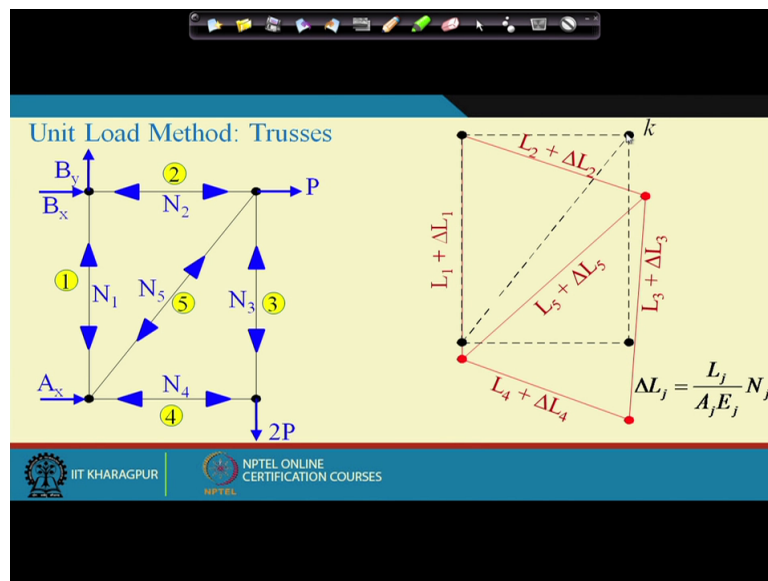 Unit Load Method: Trusses
B_y
B_x
2
N_2
P
1
N_1
N_5
5
N_3
3
A_x
N_4
4
2P
k
L_2 + ΔL_2
L_1 + ΔL_1
L_5 + ΔL_5
L_3 + ΔL_3
L_4 + ΔL_4
ΔL_j = L_j / A_jE_j N_j
IIT KHARAGPUR
NPTEL
NPTEL ONLINE
CERTIFICATION COURSES